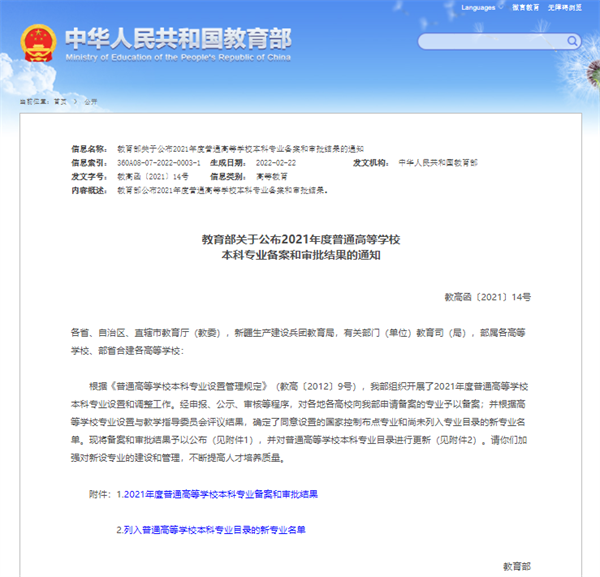 Languages 微言教育 无障碍浏览
中华人民共和国教育部
Ministry of Education of the People's Republic of China
当前位置：首页 > 公开
信息名称： 教育部关于公布2021年度普通高等学校本科专业备案和审批结果的通知
信息索引： 360A08-07-2022-0003-1 生成日期： 2022-02-22 发文机构： 中华人民共和国教育部
发文字号： 教高函〔2021〕14号 信息类别： 高等教育
内容概述： 教育部公布2021年度普通高等学校本科专业备案和审批结果。
教育部关于公布2021年度普通高等学校
本科专业备案和审批结果的通知
教高函〔2021〕14号
各省、自治区、直辖市教育厅（教委），新疆生产建设兵团教育局，有关部门（单位）教育司（局），部属各高等
学校、部省合建各高等学校：
根据《普通高等学校本科专业设置管理规定》（教高〔2012〕9号），我部组织开展了2021年度普通高等学校
本科专业设置和调整工作。经申报、公示、审核等程序，对各地各高校向我部申请备案的专业予以备案；并根据高
等学校专业设置与教学指导委员会评议结果，确定了同意设置的国家控制布点专业和尚未列入专业目录的新专业名
单。现将备案和审批结果予以公布（见附件1），并对普通高等学校本科专业目录进行更新（见附件2）。请你们加
强对新设专业的建设和管理，不断提高人才培养质量。
附件：1.2021年度普通高等学校本科专业备案和审批结果
2.列入普通高等学校本科专业目录的新专业名单
教育部